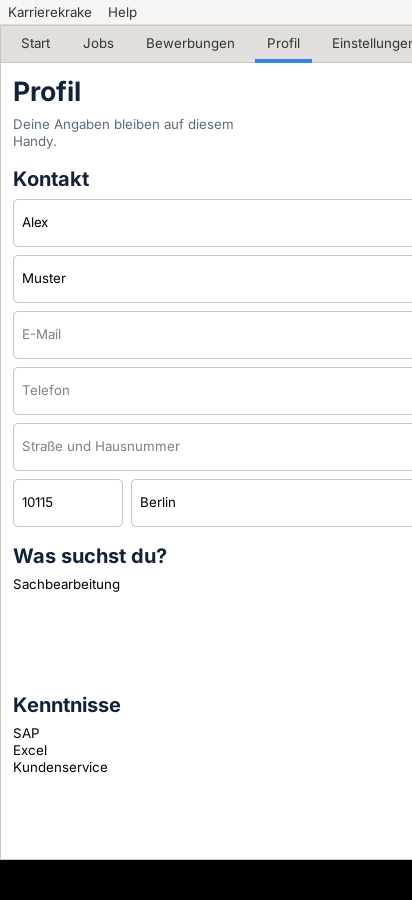 Karrierekrake Help
Start Jobs Bewerbungen Profil Einstellungen
Profil
Deine Angaben bleiben auf diesem
Handy.
Kontakt
Alex
Muster
E-Mail
Telefon
Straße und Hausnummer
10115 Berlin
Was suchst du?
Sachbearbeitung
Kenntnisse
SAP
Excel
Kundenservice